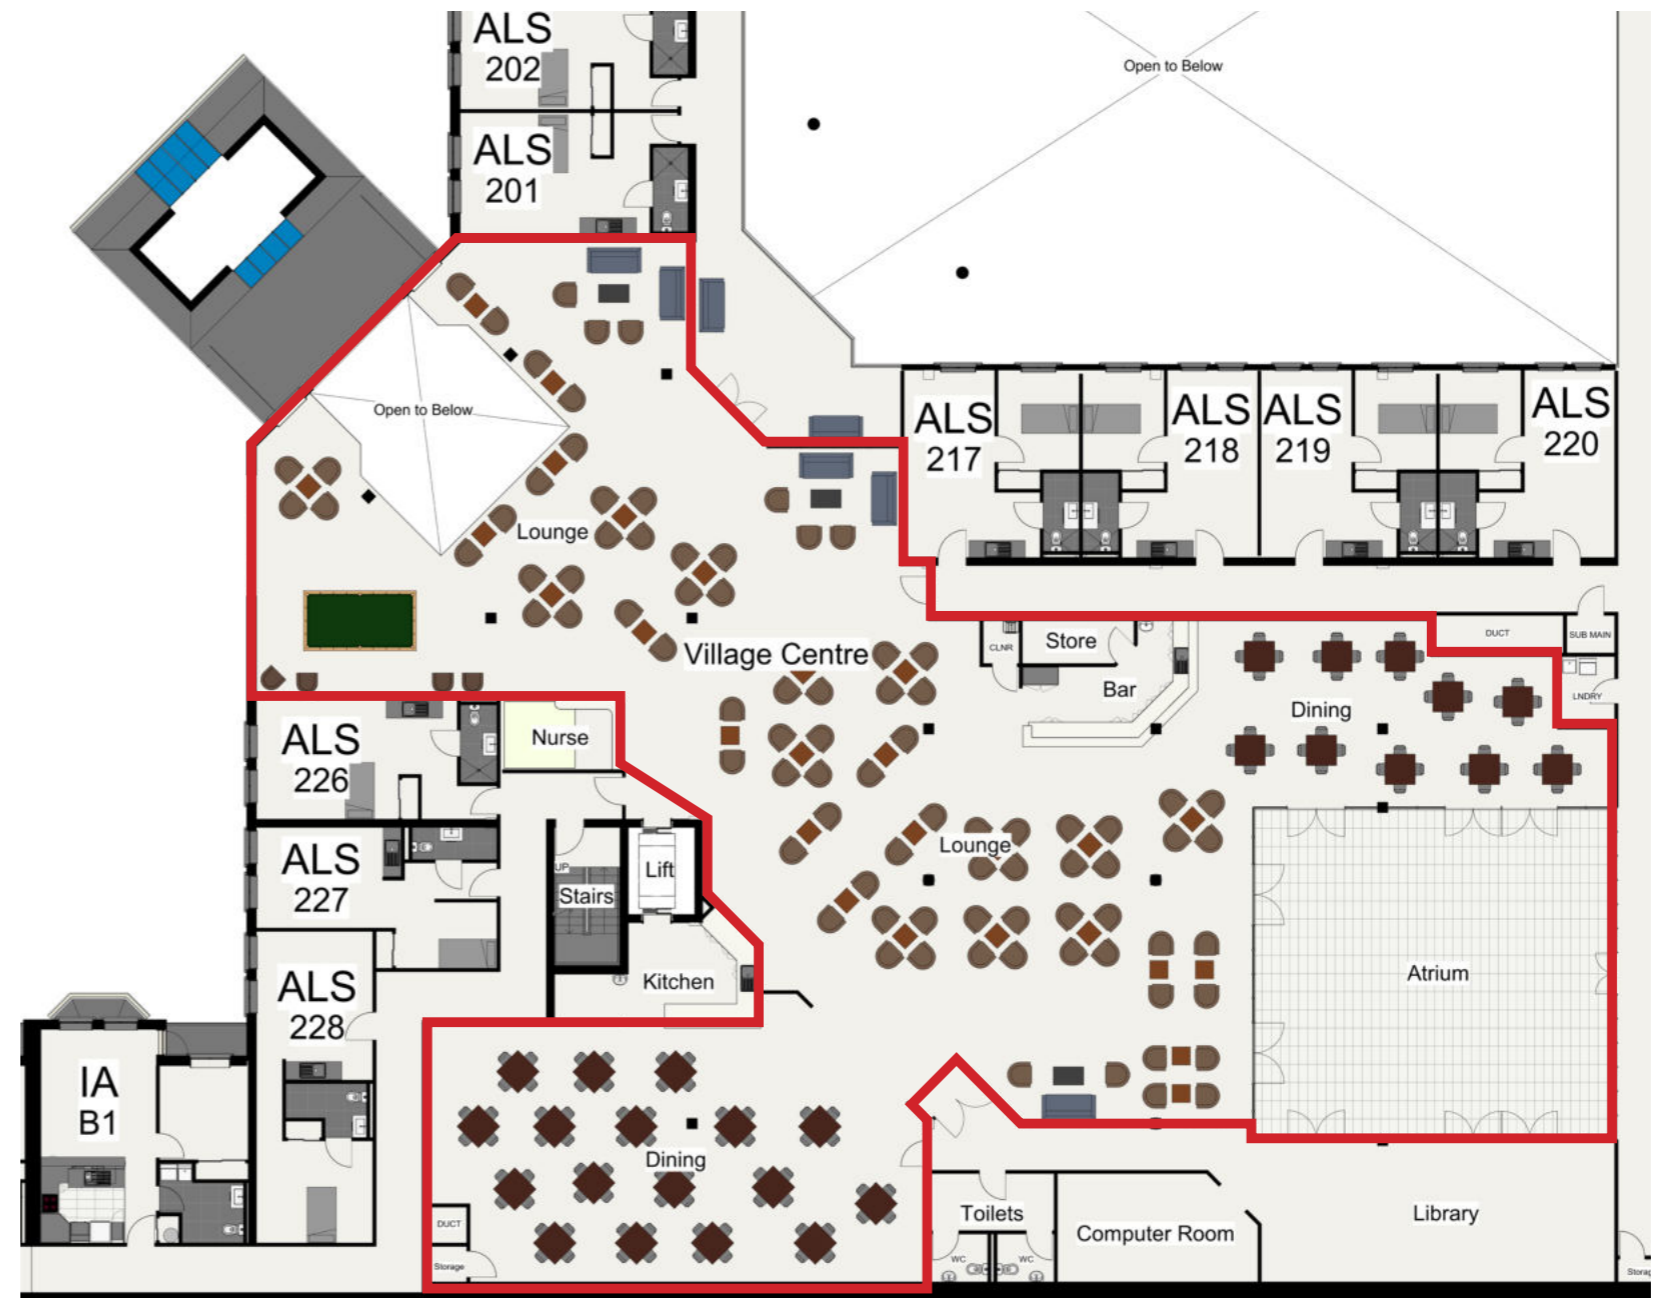 ALS
202
Open to Below
ALS
201
Open to Below
ALS
217
ALS
218
ALS
219
ALS
220
Lounge
Village Centre
CLNR
Store
Bar
DUCT
SUB MAIN
LNDRY
Dining
ALS
226
Nurse
ALS
227
UP
Stairs
Lift
Lounge
ALS
228
Kitchen
Atrium
IA
B1
Dining
DUCT
Storage
Toilets
WC
WC
Computer Room
Library